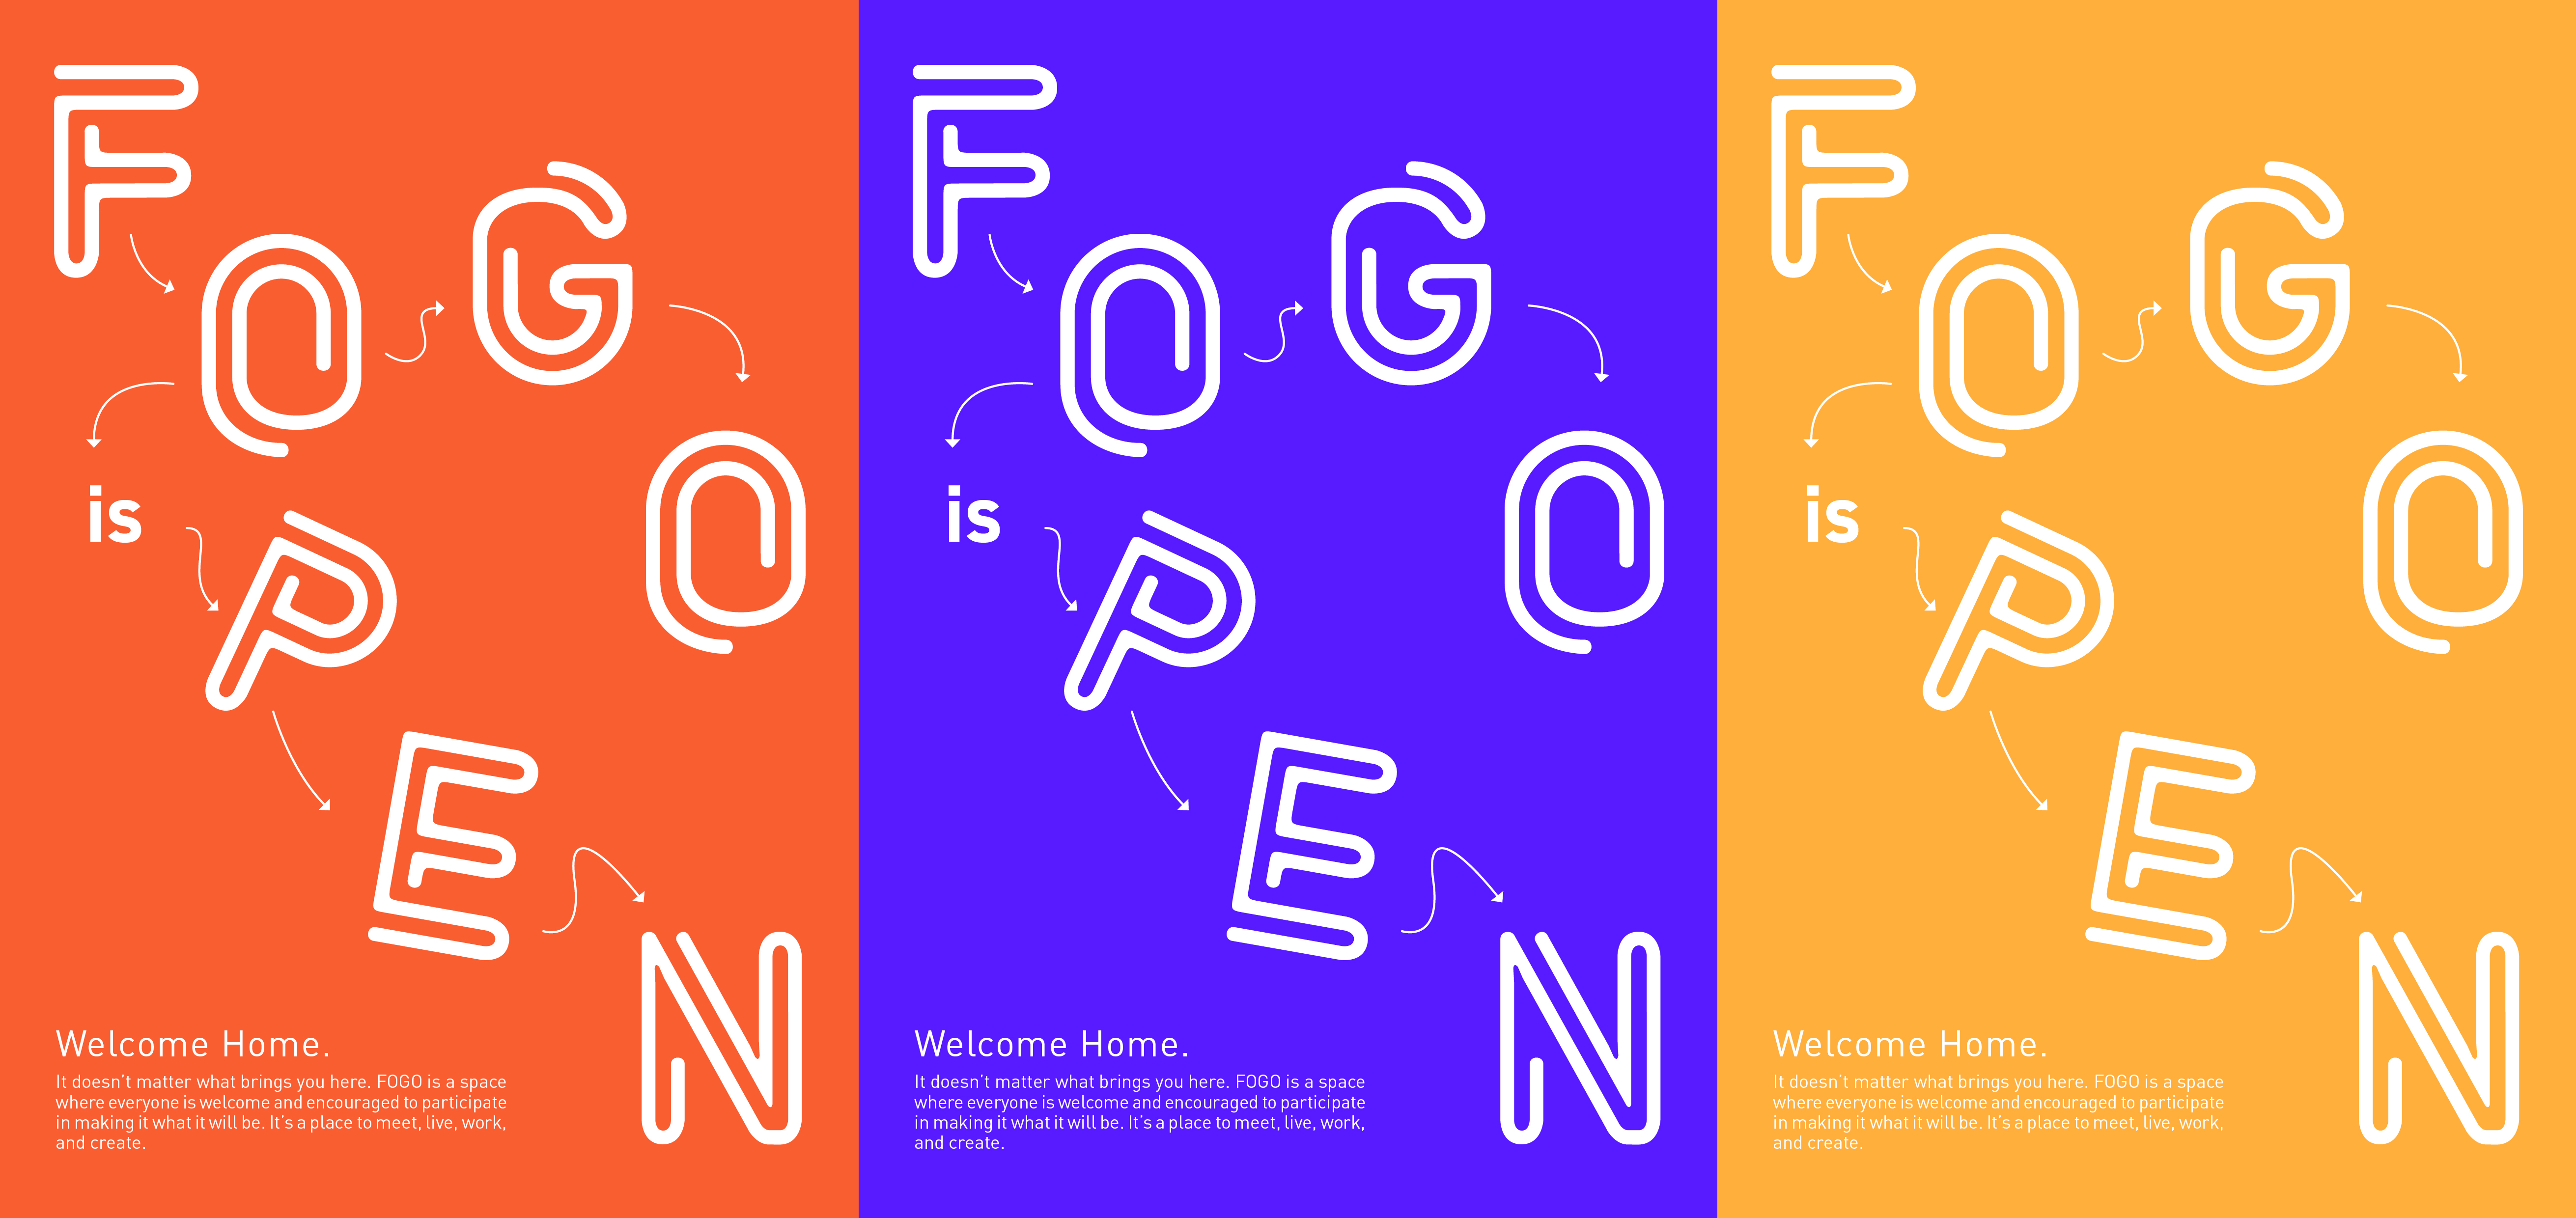 FOGO
is
OPEN
Welcome Home.
It doesn’t matter what brings you here. FOGO is a space
where everyone is welcome and encouraged to participate
in making it what it will be. It’s a place to meet, live, work,
and create.
FOGO
is
OPEN
Welcome Home.
It doesn’t matter what brings you here. FOGO is a space
where everyone is welcome and encouraged to participate
in making it what it will be. It’s a place to meet, live, work,
and create.
FOGO
is
OPEN
Welcome Home.
It doesn’t matter what brings you here. FOGO is a space
where everyone is welcome and encouraged to participate
in making it what it will be. It’s a place to meet, live, work,
and create.